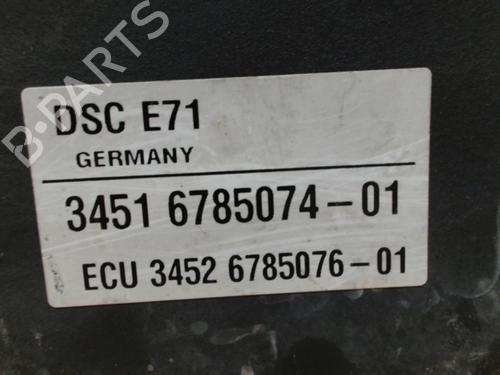 B-PARTS
DSC E71
GERMANY
3451 6785074-01
ECU 3452 6785076-01